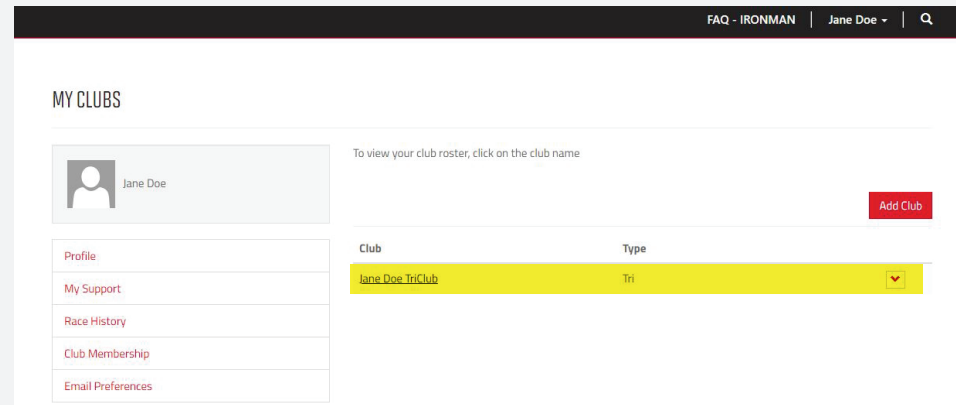 FAQ - IRONMAN Jane Doe
MY CLUBS
Jane Doe
Profile
My Support
Race History
Club Membership
Email Preferences
To view your club roster, click on the club name
Add Club
Club Type
Jane Doe TriClub Tri